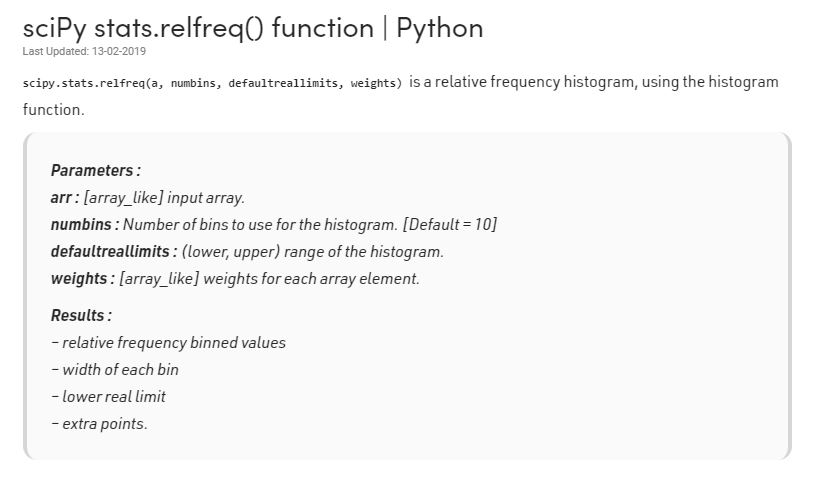 sciPy stats.relfreq() function | Python
Last Updated: 13-02-2019
scipy.stats.relfreq(a, numbins, defaultreallimits, weights) is a relative frequency histogram, using the histogram
function.
Parameters :
arr : [array_like] input array.
numbins : Number of bins to use for the histogram. [Default = 10]
defaultreallimits : (lower, upper) range of the histogram.
weights : [array_like] weights for each array element.
Results :
– relative frequency binned values
– width of each bin
– lower real limit
– extra points.